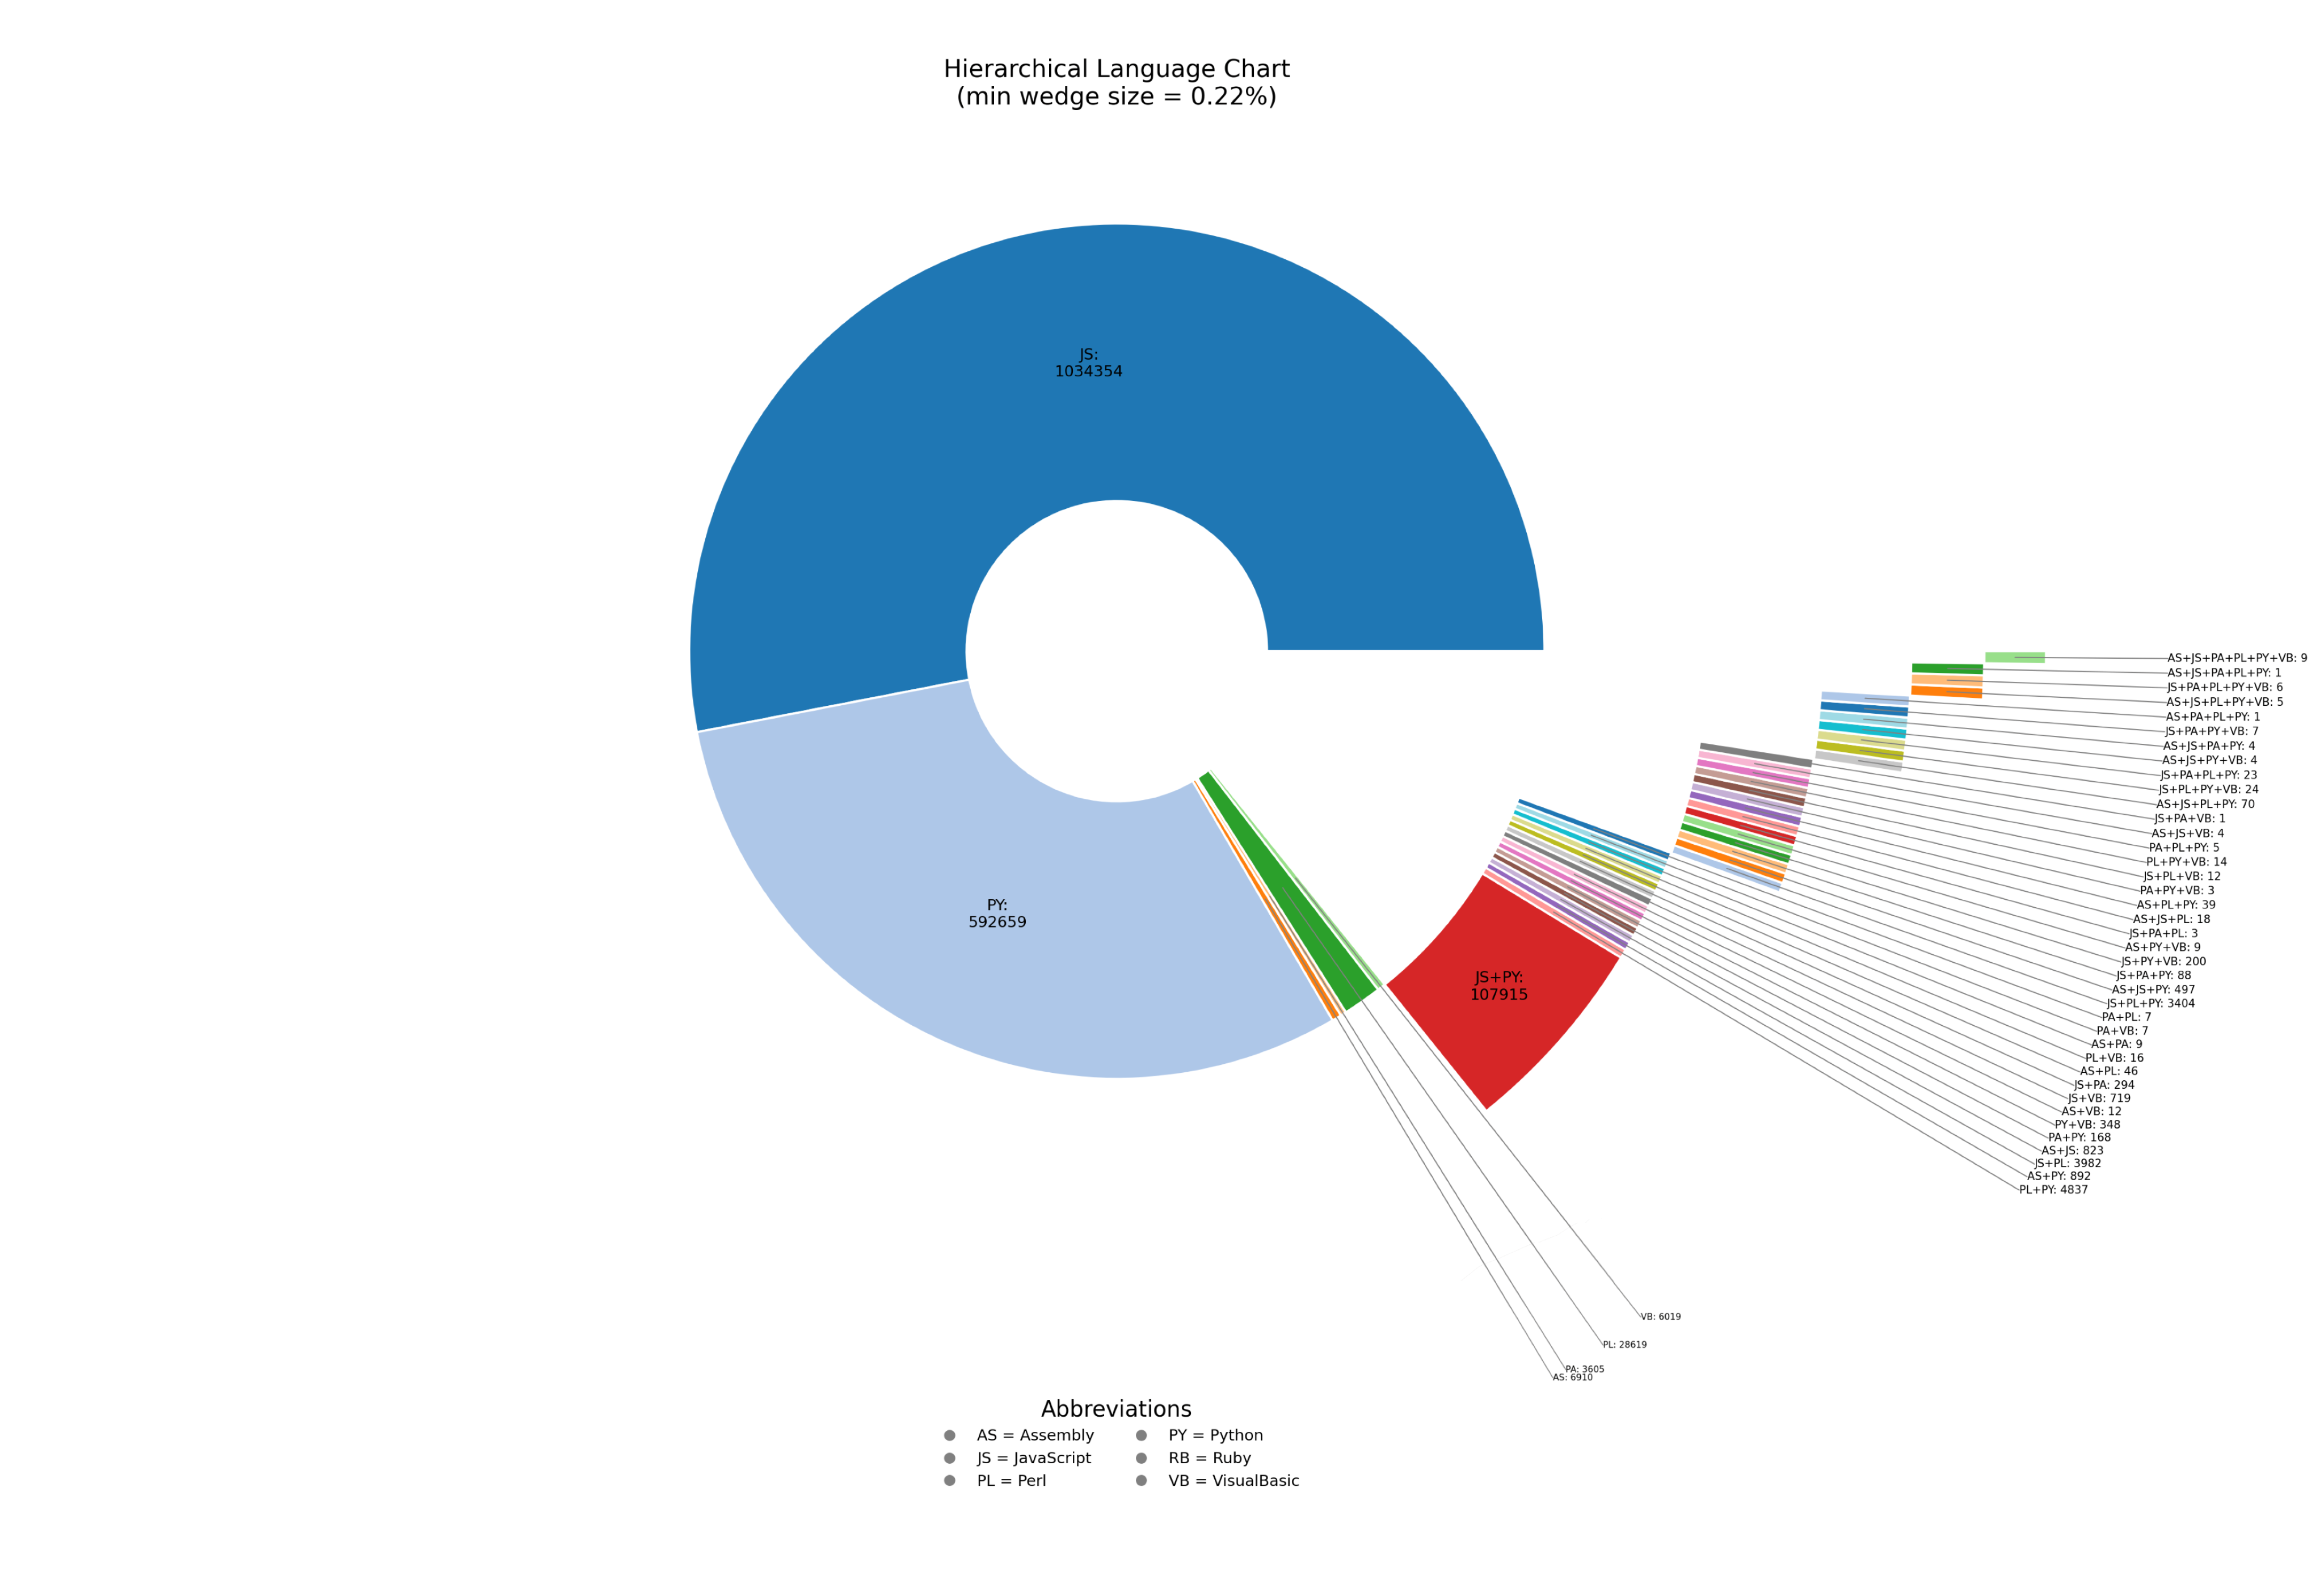 Hierarchical Language Chart
(min wedge size = 0.22%)
JS:
1034354
PY:
592659
JS+PY:
107915
AS+JS+PA+PL+PY+VB: 9
AS+JS+PA+PL+PY: 1
JS+PA+PL+PY+VB: 6
AS+JS+PL+PY+VB: 5
AS+PA+PL+PY: 1
JS+PA+PY+VB: 7
AS+JS+PA+PY: 4
AS+JS+PY+VB: 4
JS+PA+PL+PY: 23
JS+PL+PY+VB: 24
AS+JS+PL+PY: 70
JS+PA+VB: 1
AS+JS+VB: 4
PA+PL+PY: 5
PL+PY+VB: 14
JS+PL+VB: 12
PA+PY+VB: 3
AS+PL+PY: 39
AS+JS+PL: 18
JS+PA+PL: 3
AS+PY+VB: 9
JS+PY+VB: 200
JS+PA+PY: 88
AS+JS+PY: 497
JS+PL+PY: 3404
PA+PL: 7
PA+VB: 7
AS+PA: 9
PL+VB: 16
AS+PL: 46
JS+PA: 294
JS+VB: 719
AS+VB: 12
PY+VB: 348
PA+PY: 168
AS+JS: 823
JS+PL: 3982
AS+PY: 892
PL+PY: 4837
VB: 6019
PL: 28619
PA: 3605
AS: 6910
Abbreviations
AS = Assembly
JS = JavaScript
PL = Perl
PY = Python
RB = Ruby
VB = VisualBasic